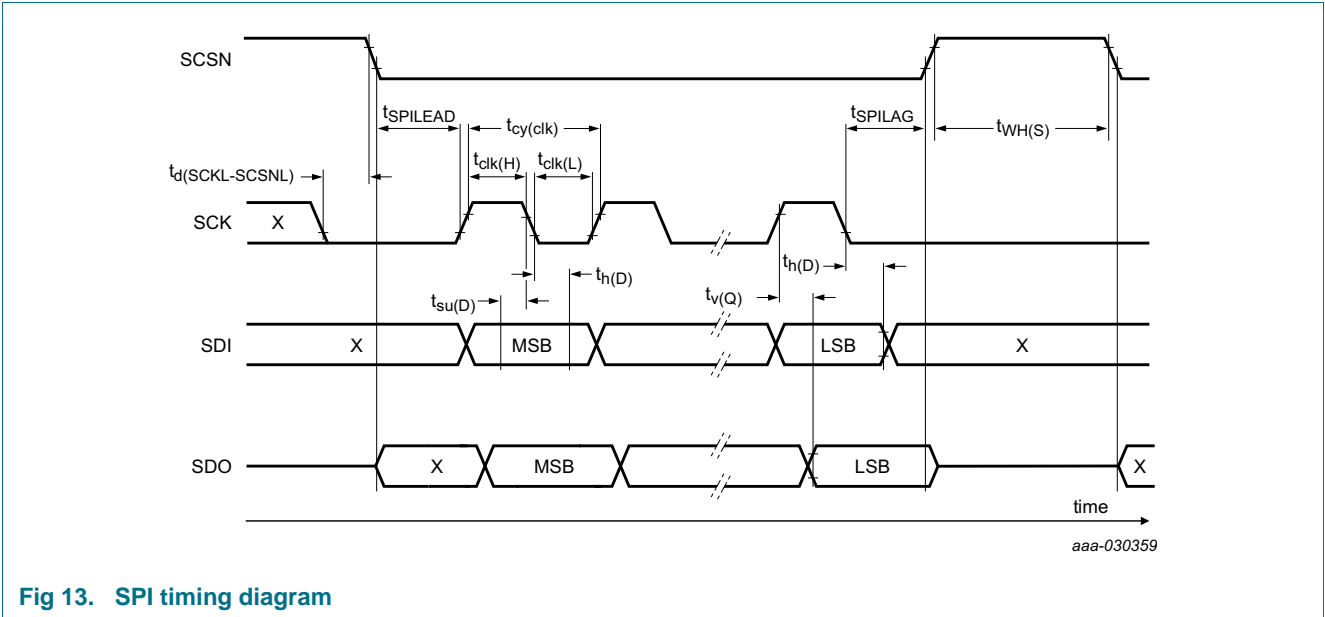 SCSN
tSPILEAD
tcy(clk)
tSPILAG
tWH(S)
tclk(H)
tclk(L)
td(SCKL-SCSNL)
SCK
X
th(D)
th(D)
tsu(D)
tv(Q)
SDI
X
MSB
LSB
X
SDO
X
MSB
LSB
X
time
aaa-030359
Fig 13. SPI timing diagram